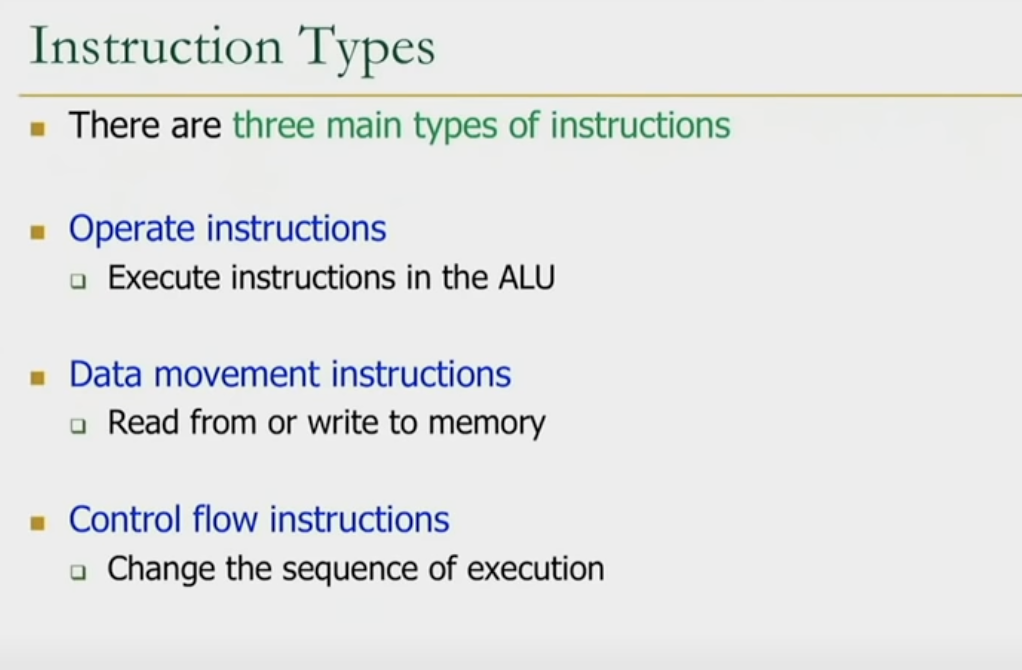 Instruction Types
There are three main types of instructions
Operate instructions
Execute instructions in the ALU
Data movement instructions
Read from or write to memory
Control flow instructions
Change the sequence of execution